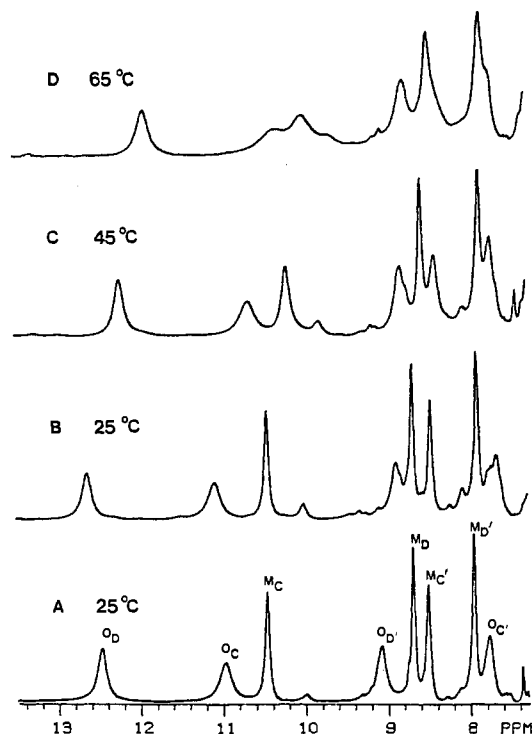 D 65 °C
C 45 °C
B 25 °C
A 25 °C
O_D
O_C
M_C
O_D'
M_D
M_C'
M_D'
O_C'
13 12 11 10 9 8 PPM